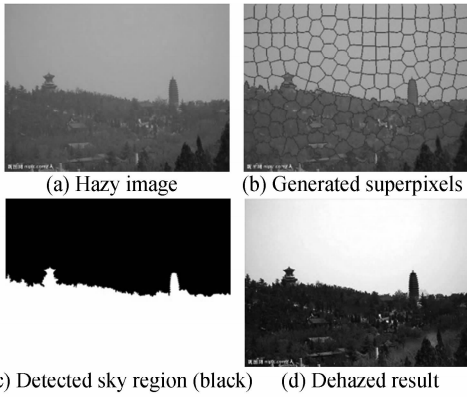 (a) Hazy image
(b) Generated superpixels
c) Detected sky region (black)
(d) Dehazed result